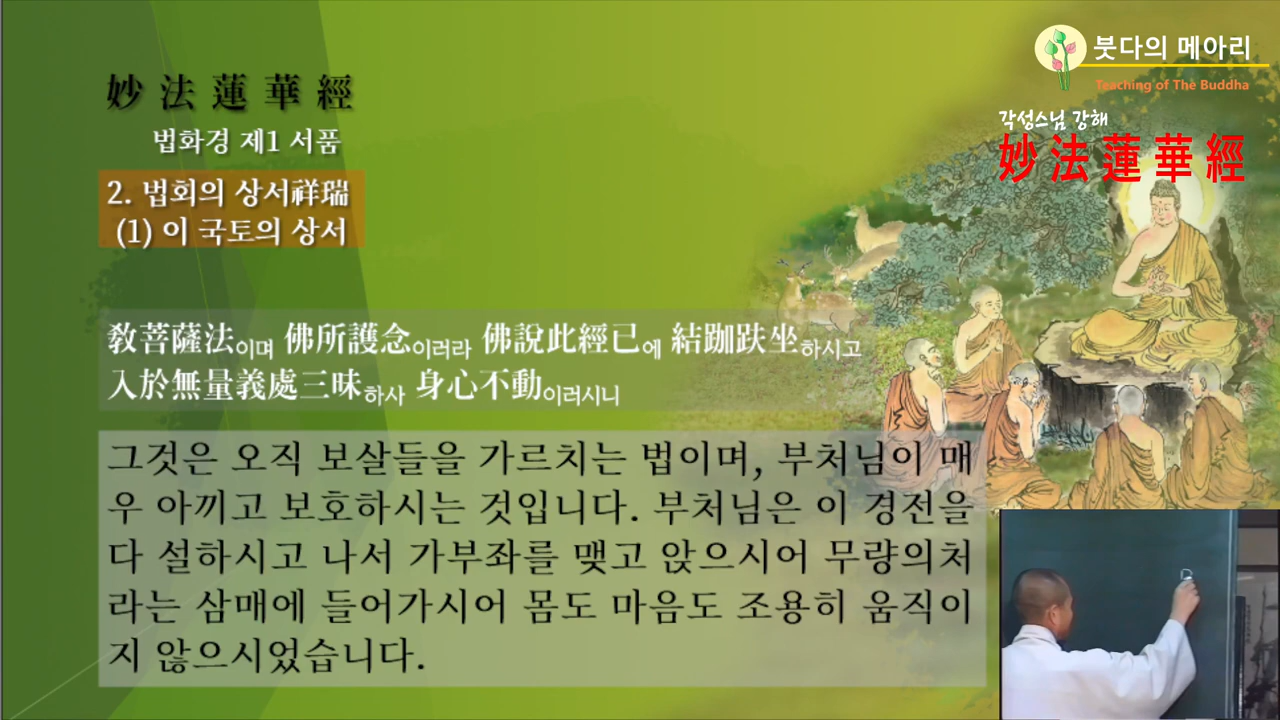 妙法蓮華經
법화경 제1 서품
2. 법회의 상서祥瑞
(1) 이 국토의 상서
敎菩薩法이며 佛所護念이러라 佛說此經已에 結跏趺坐하시고
入於無量義處三昧하사 身心不動이러시니
그것은 오직 보살들을 가르치는 법이며, 부처님이 매
우 아끼고 보호하시는 것입니다. 부처님은 이 경전을
다 설하시고 나서 가부좌를 맺고 앉으시어 무량의처
라는 삼매에 들어가시어 몸도 마음도 조용히 움직이
지 않으시었습니다.
붓다의 메아리
Teaching of The Buddha
각성스님 강해
妙法蓮華經